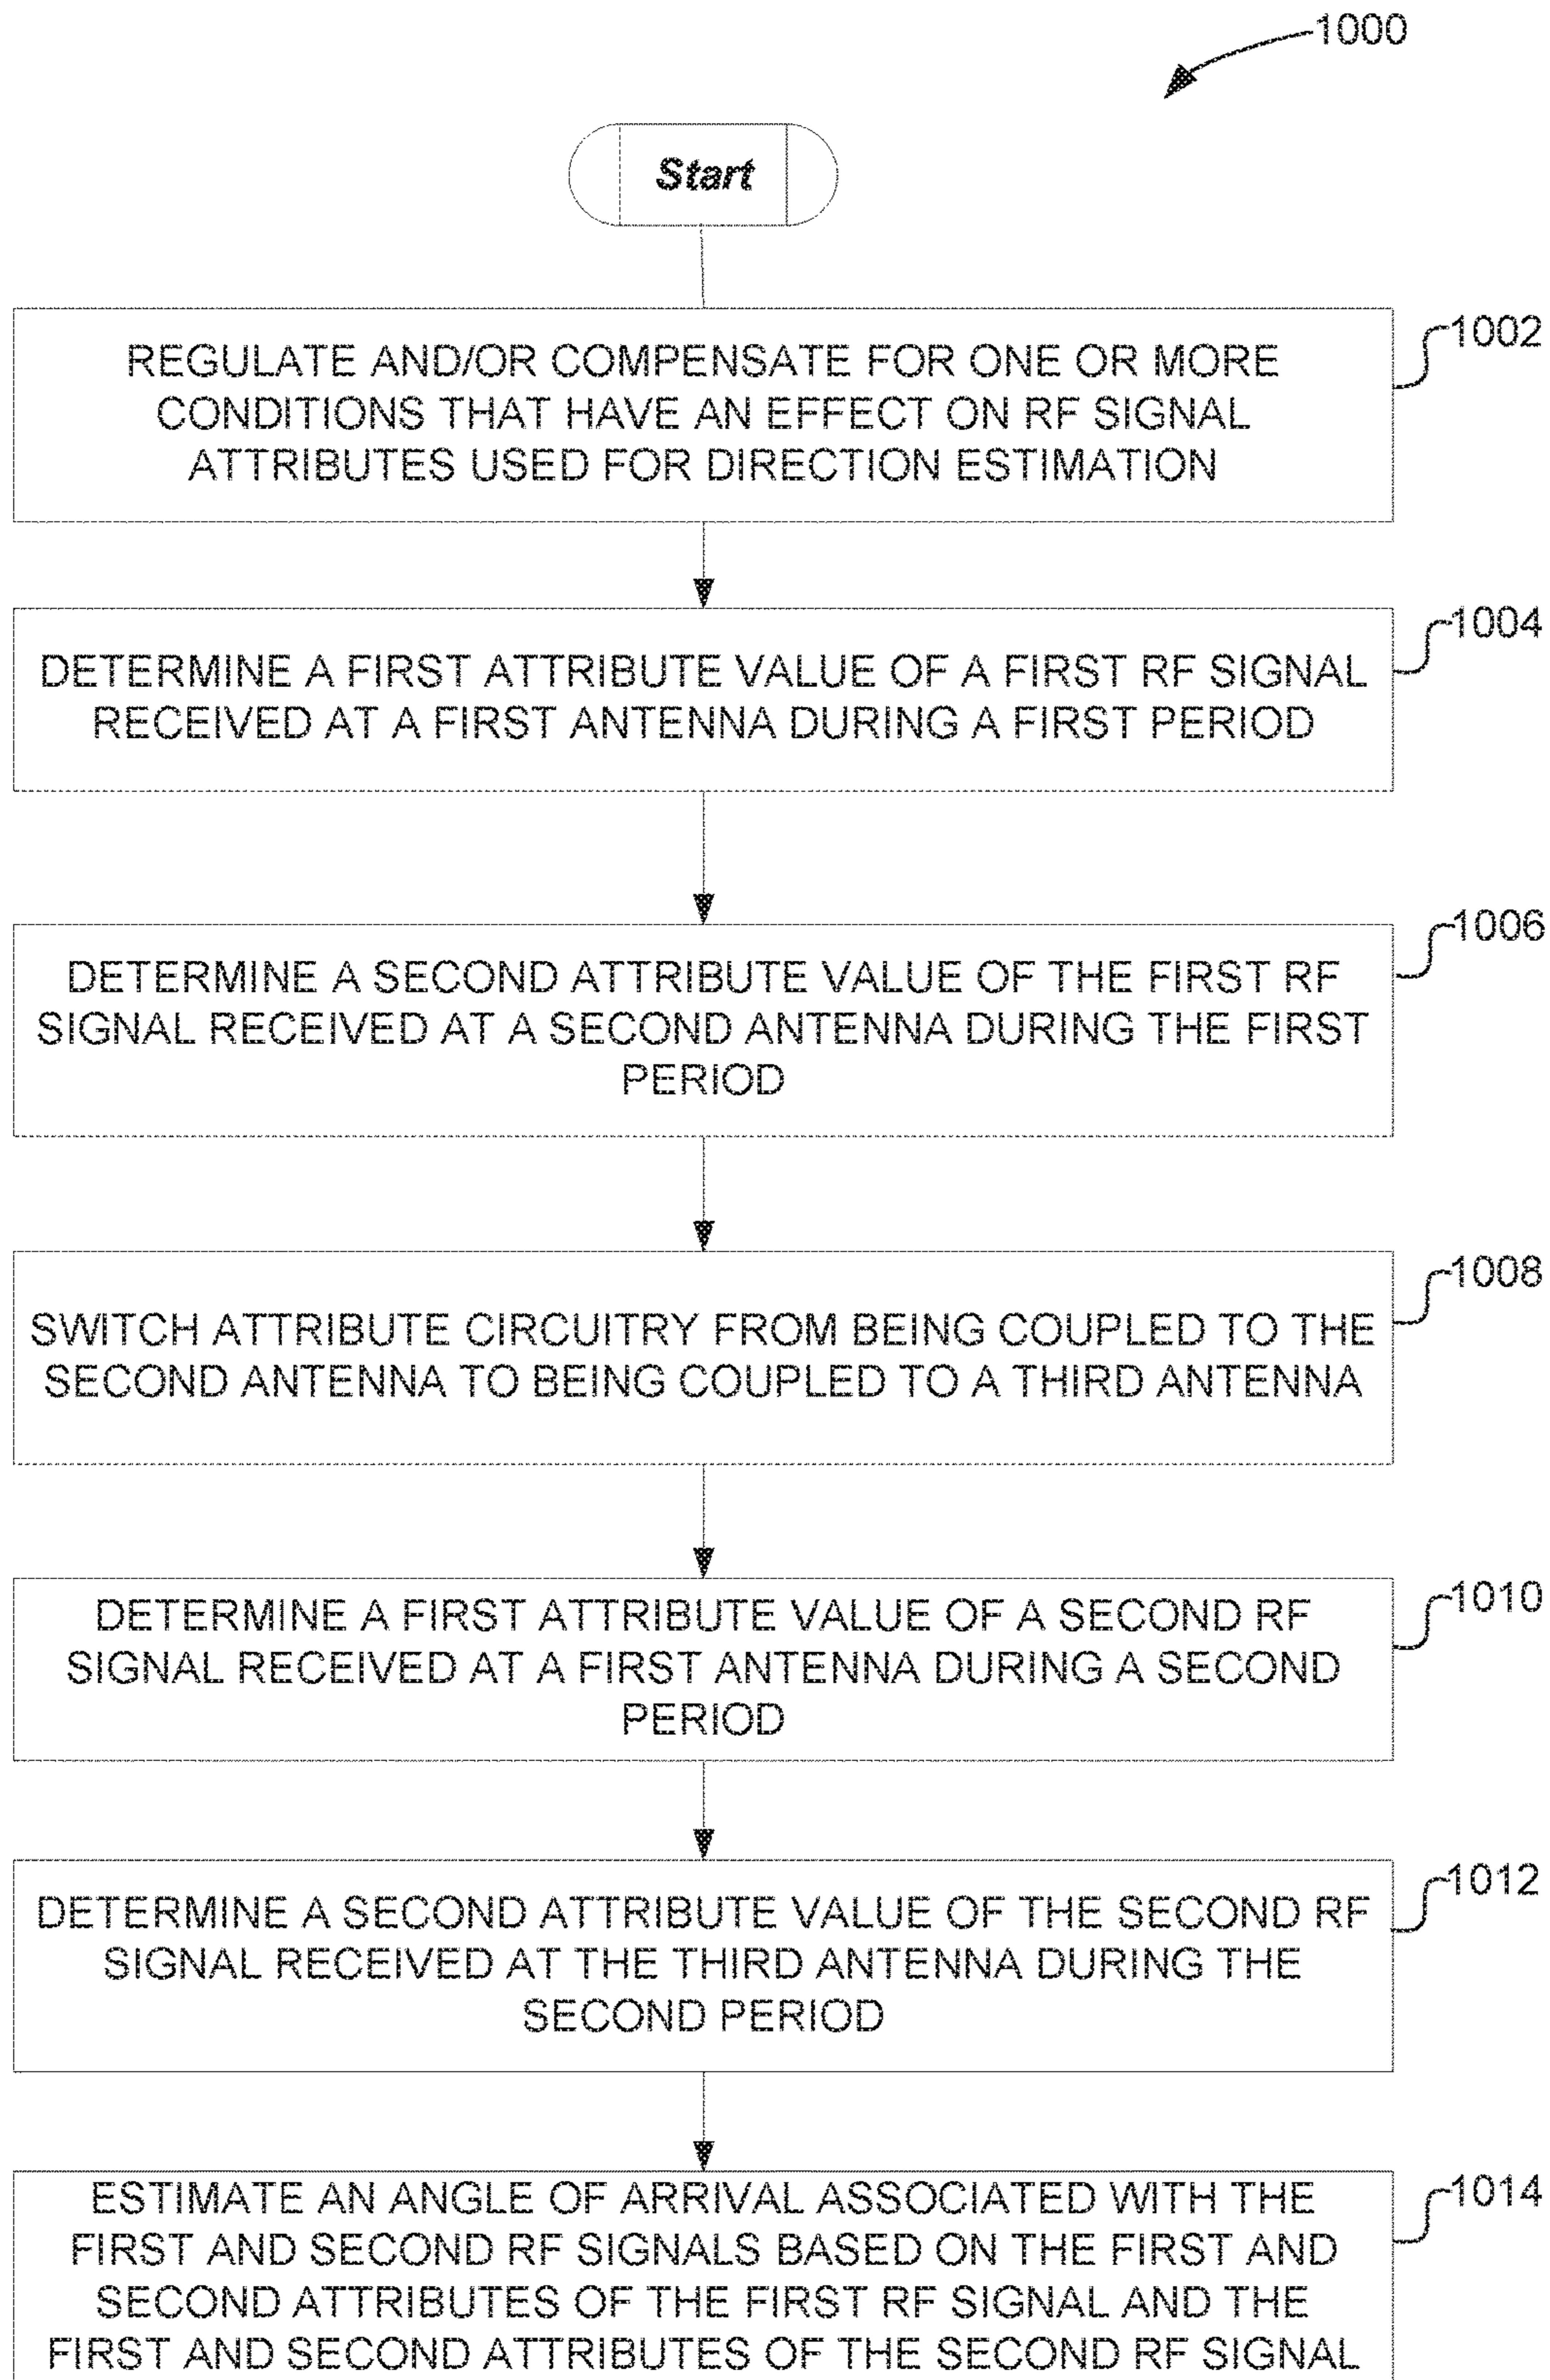 1000
Start
1002
REGULATE AND/OR COMPENSATE FOR ONE OR MORE
CONDITIONS THAT HAVE AN EFFECT ON RF SIGNAL
ATTRIBUTES USED FOR DIRECTION ESTIMATION
1004
DETERMINE A FIRST ATTRIBUTE VALUE OF A FIRST RF SIGNAL
RECEIVED AT A FIRST ANTENNA DURING A FIRST PERIOD
1006
DETERMINE A SECOND ATTRIBUTE VALUE OF THE FIRST RF
SIGNAL RECEIVED AT A SECOND ANTENNA DURING THE FIRST
PERIOD
1008
SWITCH ATTRIBUTE CIRCUITRY FROM BEING COUPLED TO THE
SECOND ANTENNA TO BEING COUPLED TO A THIRD ANTENNA
1010
DETERMINE A FIRST ATTRIBUTE VALUE OF A SECOND RF
SIGNAL RECEIVED AT A FIRST ANTENNA DURING A SECOND
PERIOD
1012
DETERMINE A SECOND ATTRIBUTE VALUE OF THE SECOND RF
SIGNAL RECEIVED AT THE THIRD ANTENNA DURING THE
SECOND PERIOD
1014
ESTIMATE AN ANGLE OF ARRIVAL ASSOCIATED WITH THE
FIRST AND SECOND RF SIGNALS BASED ON THE FIRST AND
SECOND ATTRIBUTES OF THE FIRST RF SIGNAL AND THE
FIRST AND SECOND ATTRIBUTES OF THE SECOND RF SIGNAL